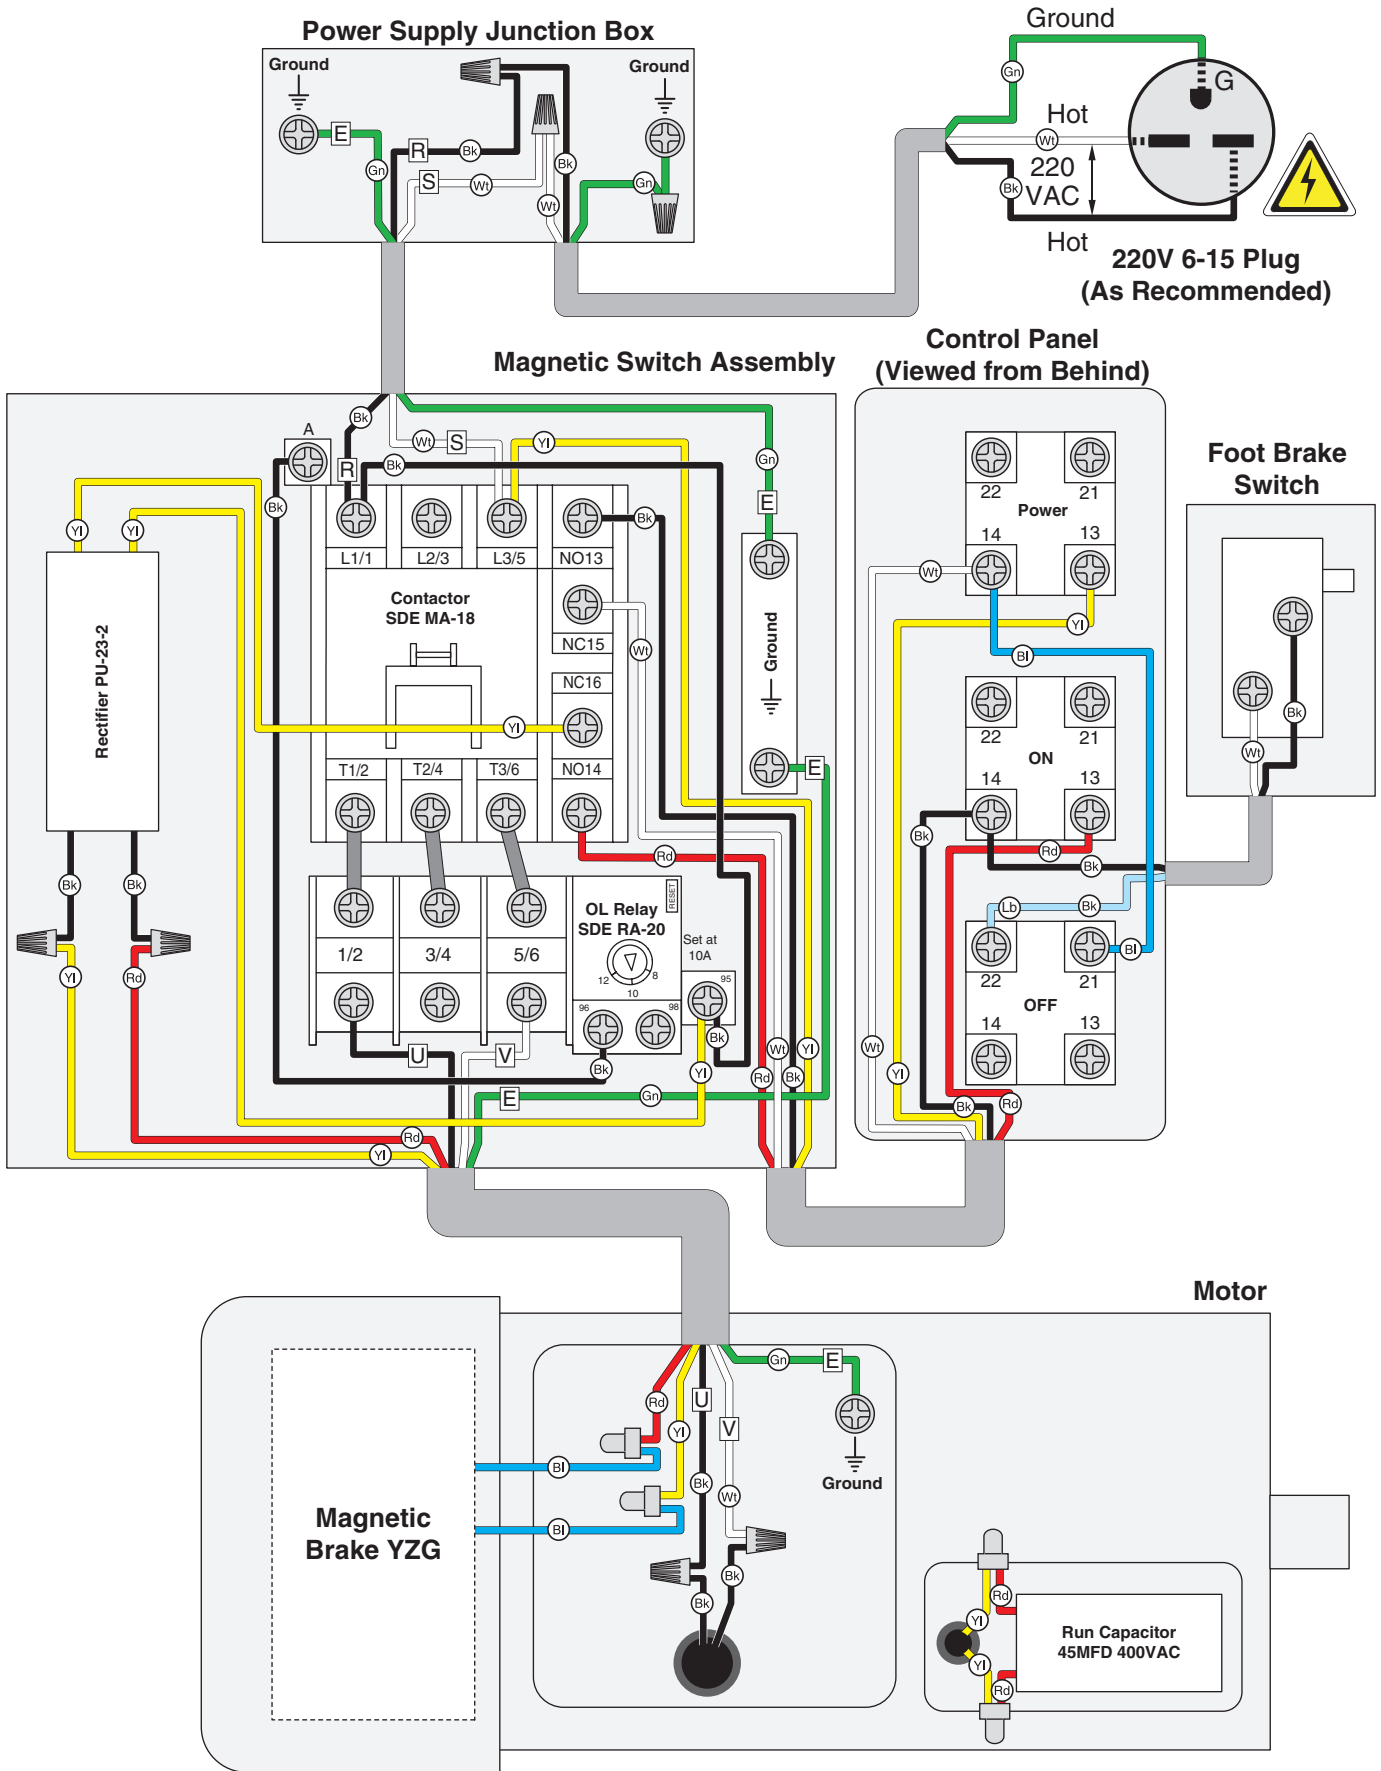 Power Supply Junction Box
Ground
Ground
E
Gn
R
Bk
S
Wt
Bk
Wt
Gn
Ground
Gn
G
Hot
Wt
220
VAC
Bk
Hot
220V 6-15 Plug
(As Recommended)
Magnetic Switch Assembly
Control Panel
(Viewed from Behind)
Foot Brake
Switch
A
Bk
R
Wt
S
Yl
Bk
Gn
E
Bk
Yl
Yl
Bk
L1/1
L2/3
L3/5
NO13
Contactor
SDE MA-18
NC15
Wt
NC16
Yl
T1/2
T2/4
T3/6
NO14
Rectifier PU-23-2
Ground
E
Rd
Bk
Bk
Yl
Rd
1/2
3/4
5/6
OL Relay
SDE RA-20
RESET
12
8
10
Set at
10A
95
96
98
U
V
Bk
Bk
Yl
E
Gn
Rd
Wt
Bk
Yl
Rd
Yl
22
21
Power
14
13
Wt
Yl
Bl
22
21
ON
14
13
Bk
Rd
Bk
Lb
Bk
Bl
22
21
OFF
14
13
Wt
Yl
Bk
Rd
Wt
Bk
Motor
Magnetic
Brake YZG
Bl
Bl
Rd
Yl
U
V
Bk
Wt
Bk
Bk
Gn
E
Ground
Rd
Yl
Yl
Rd
Run Capacitor
45MFD 400VAC